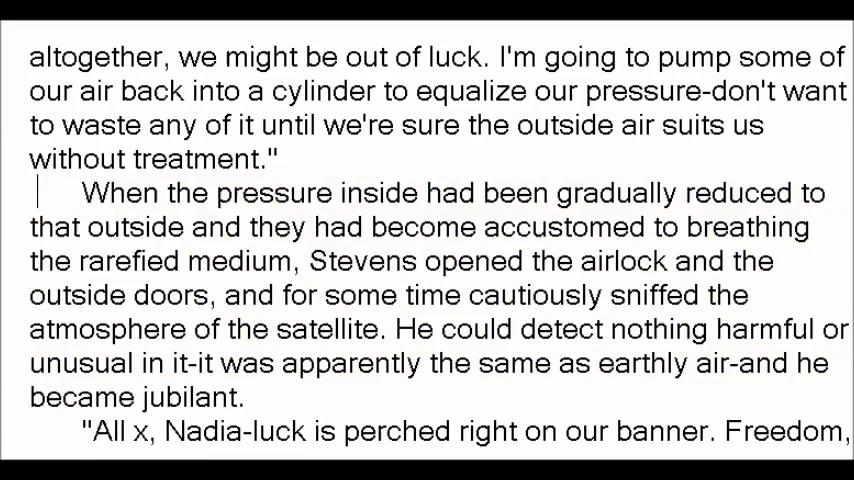 altogether, we might be out of luck. I'm going to pump some of
our air back into a cylinder to equalize our pressure-don't want
to waste any of it until we're sure the outside air suits us
without treatment."
When the pressure inside had been gradually reduced to
that outside and they had become accustomed to breathing
the rarefied medium, Stevens opened the airlock and the
outside doors, and for some time cautiously sniffed the
atmosphere of the satellite. He could detect nothing harmful or
unusual in it-it was apparently the same as earthly air-and he
became jubilant.
"All x, Nadia-luck is perched right on our banner. Freedom,